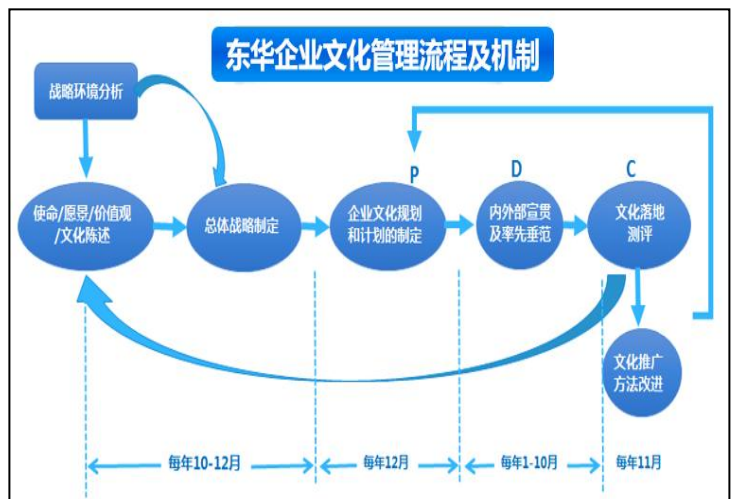 东华企业文化管理流程及机制
战略环境分析
P
D
C
使命/愿景/价值观
/文化陈述
总体战略制定
企业文化规划
和计划的制定
内外部宣贯
及率先垂范
文化落地
测评
文化推广
方法改进
每年10-12月
每年12月
每年1-10月
每年11月